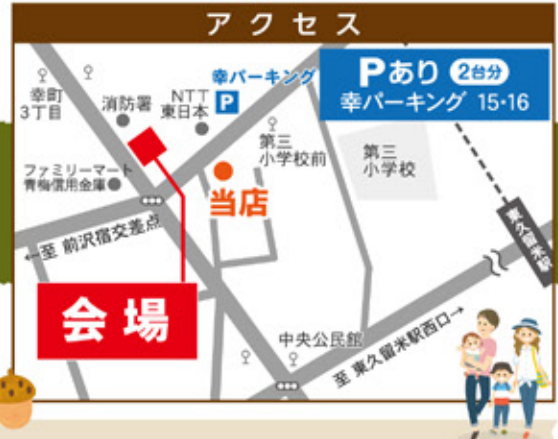 アクセス
Pあり 2台分
幸パーキング 15・16
幸パーキング
P
幸町
3丁目
消防署
NTT
東日本
第三
小学校前
第三
小学校
ファミリーマート
青梅信用金庫
当店
東久留米駅
←至 前沢宿交差点
会場
中央公民館
至 東久留米駅西口→